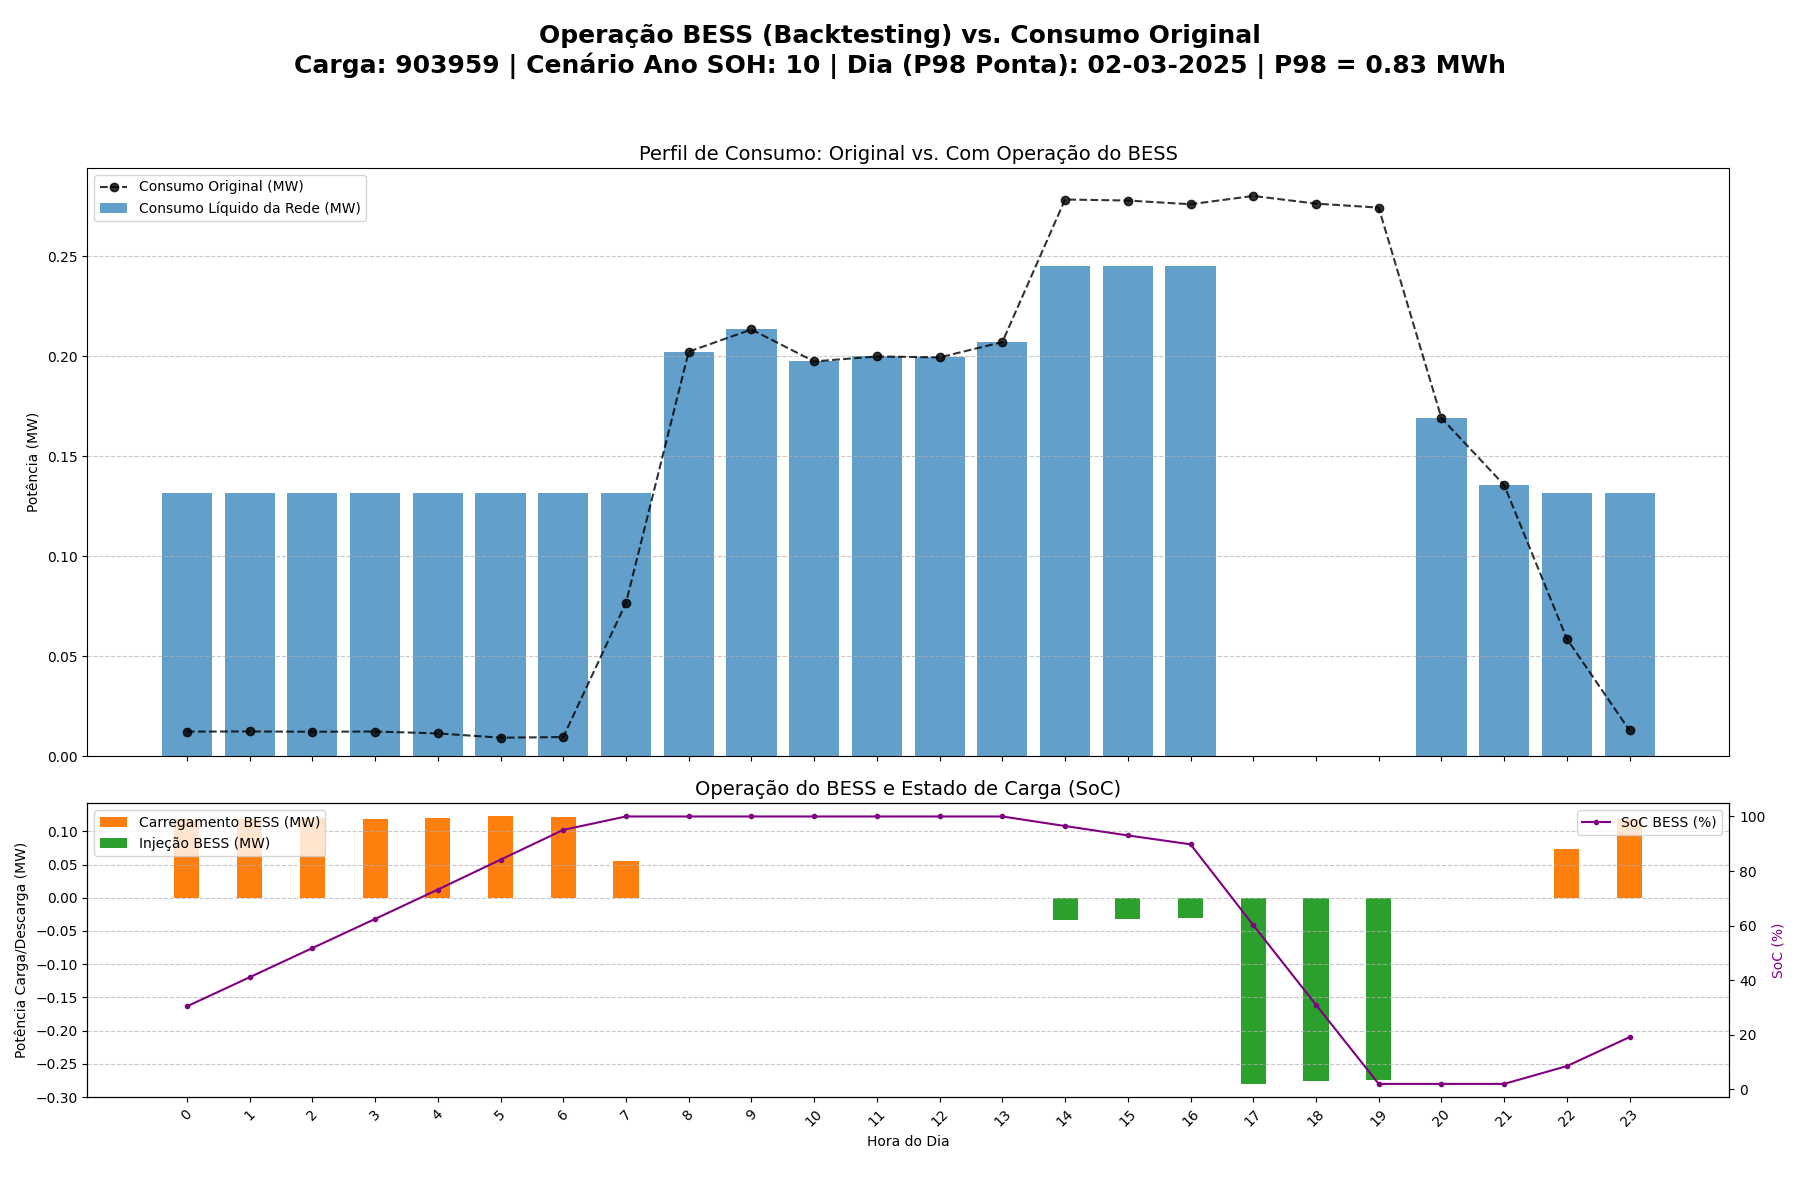 Operação BESS (Backtesting) vs. Consumo Original
Carga: 903959 | Cenário Ano SOH: 10 | Dia (P98 Ponta): 02-03-2025 | P98 = 0.83 MWh
Perfil de Consumo: Original vs. Com Operação do BESS
Consumo Original (MW)
Consumo Líquido da Rede (MW)
Potência (MW)
0.25
0.20
0.15
0.10
0.05
0.00
Operação do BESS e Estado de Carga (SoC)
Carregamento BESS (MW)
Injeção BESS (MW)
SoC BESS (%)
Potência Carga/Descarga (MW)
0.10
0.05
0.00
−0.05
−0.10
−0.15
−0.20
−0.25
−0.30
100
80
60
40
20
0
SoC (%)
0 1 2 3 4 5 6 7 8 9 10 11 12 13 14 15 16 17 18 19 20 21 22 23
Hora do Dia